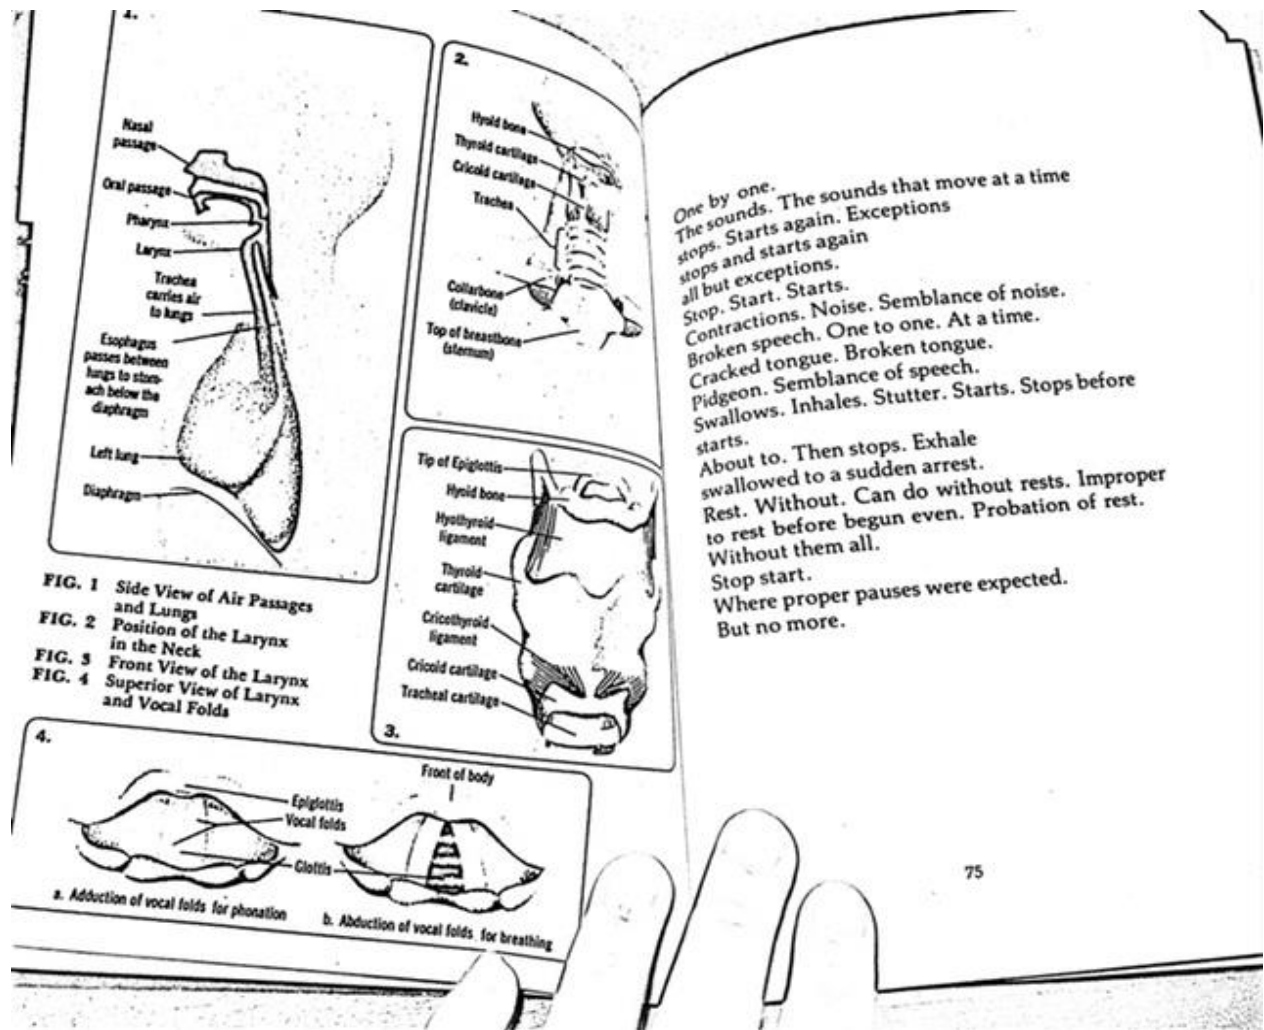 1.
Nasal
passage
Oral passage
Pharynx
Larynx
Trachea
carries air
to lungs
Esophagus
passes between
lungs to stom-
ach below the
diaphragm
Left lung
Diaphragm
2.
Hyoid bone
Thyroid cartilage
Cricoid cartilage
Trachea
Collarbone
(clavicle)
Top of breastbone
(sternum)
FIG. 1 Side View of Air Passages
and Lungs
FIG. 2 Position of the Larynx
in the Neck
FIG. 3 Front View of the Larynx
FIG. 4 Superior View of Larynx
and Vocal Folds
Tip of Epiglottis
Hyoid bone
Hyothyroid
ligament
Thyroid
cartilage
Cricothyroid
ligament
Cricoid cartilage
Tracheal cartilage
3.
4.
Front of body
Epiglottis
Vocal folds
Glottis
a. Adduction of vocal folds for phonation
b. Abduction of vocal folds for breathing
One by one.
The sounds. The sounds that move at a time
stops. Starts again. Exceptions
stops and starts again
all but exceptions.
Stop. Start. Starts.
Contractions. Noise. Semblance of noise.
Broken speech. One to one. At a time.
Cracked tongue. Broken tongue.
Pidgeon. Semblance of speech.
Swallows. Inhales. Stutter. Starts. Stops before
starts.
About to. Then stops. Exhale
swallowed to a sudden arrest.
Rest. Without. Can do without rests. Improper
to rest before begun even. Probation of rest.
Without them all.
Stop start.
Where proper pauses were expected.
But no more.
75